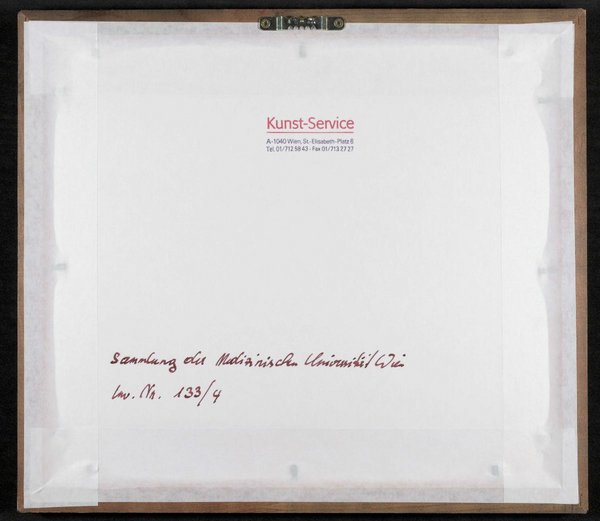 Kunst-Service
A-1040 Wien, St.-Elisabeth-Platz 8
Tel. 01/712 58 43 - Fax 01/713 27 27
Sammlung der Medizinischen Universität Wien
Inv. Nr. 133/4